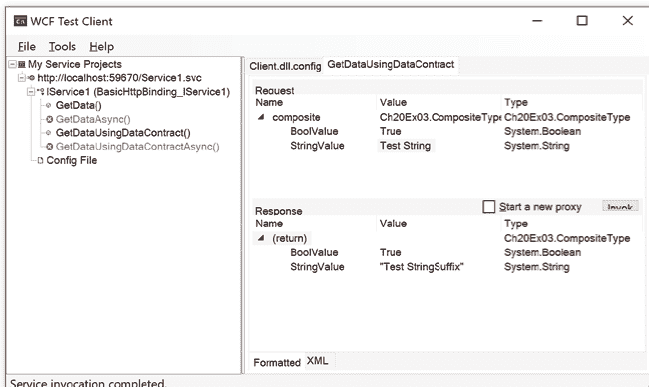 WCF Test Client
File Tools Help
My Service Projects
http://localhost:59670/Service1.svc
IService1 (BasicHttpBinding_IService1)
GetData()
GetDataAsync()
GetDataUsingDataContract()
GetDataUsingDataContractAsync()
Config File
Client.dll.config GetDataUsingDataContract
Request
Name Value Type
composite Ch20Ex03.CompositeType Ch20Ex03.CompositeType
BoolValue True System.Boolean
StringValue Test String System.String
Response Start a new proxy Invok
Name Value Type
(return) Ch20Ex03.CompositeType
BoolValue True System.Boolean
StringValue "Test StringSuffix" System.String
Formatted XML
Service invocation completed.